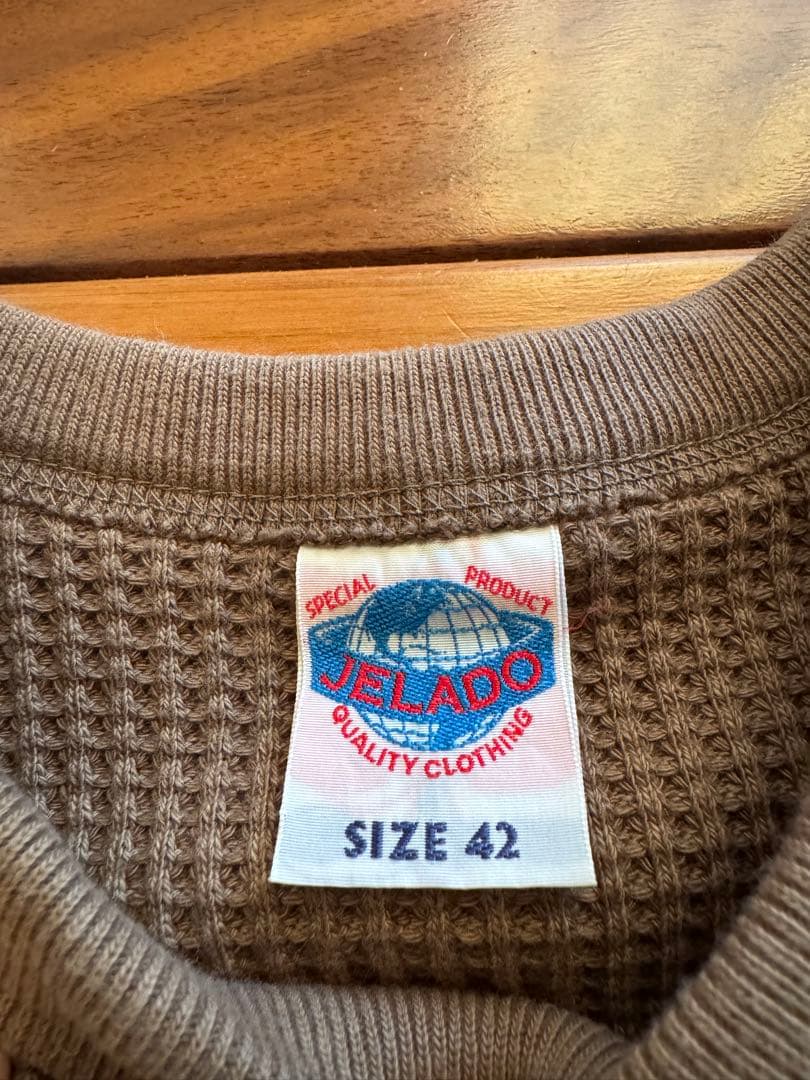 SPECIAL PRODUCT
JELADO
QUALITY CLOTHING
SIZE 42